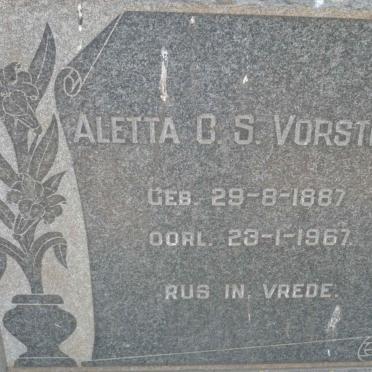 ALETTA C. S. VORST
GEB. 29-8-1887
OORL. 23-1-1967.
RUS IN VREDE.